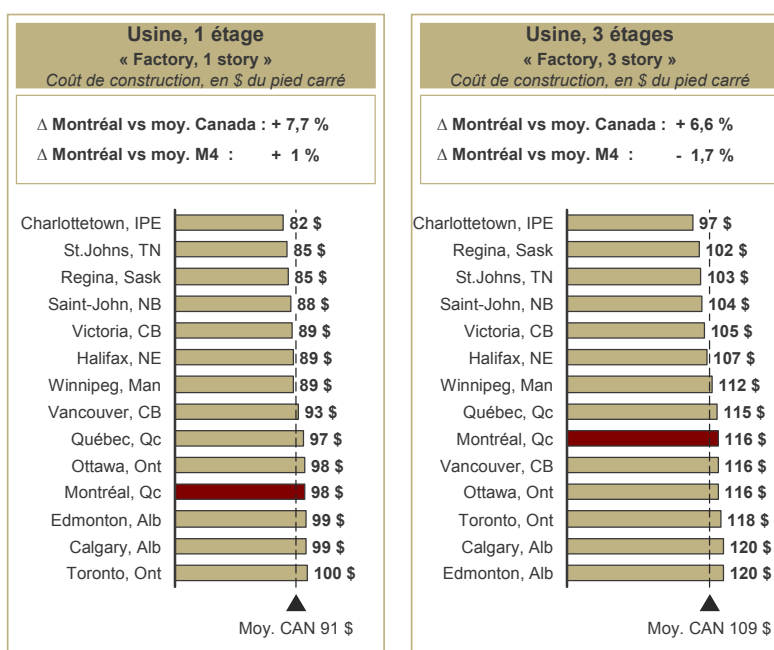 Usine, 1 étage
« Factory, 1 story »
Coût de construction, en $ du pied carré
∆ Montréal vs moy. Canada : + 7,7 %
∆ Montréal vs moy. M4 : + 1 %
Charlottetown, IPE 82 $
St.Johns, TN 85 $
Regina, Sask 85 $
Saint-John, NB 88 $
Victoria, CB 89 $
Halifax, NE 89 $
Winnipeg, Man 89 $
Vancouver, CB 93 $
Québec, Qc 97 $
Ottawa, Ont 98 $
Montréal, Qc 98 $
Edmonton, Alb 99 $
Calgary, Alb 99 $
Toronto, Ont 100 $
Moy. CAN 91 $
Usine, 3 étages
« Factory, 3 story »
Coût de construction, en $ du pied carré
∆ Montréal vs moy. Canada : + 6,6 %
∆ Montréal vs moy. M4 : - 1,7 %
Charlottetown, IPE 97 $
Regina, Sask 102 $
St.Johns, TN 103 $
Saint-John, NB 104 $
Victoria, CB 105 $
Halifax, NE 107 $
Winnipeg, Man 112 $
Québec, Qc 115 $
Montréal, Qc 116 $
Vancouver, CB 116 $
Ottawa, Ont 116 $
Toronto, Ont 118 $
Calgary, Alb 120 $
Edmonton, Alb 120 $
Moy. CAN 109 $